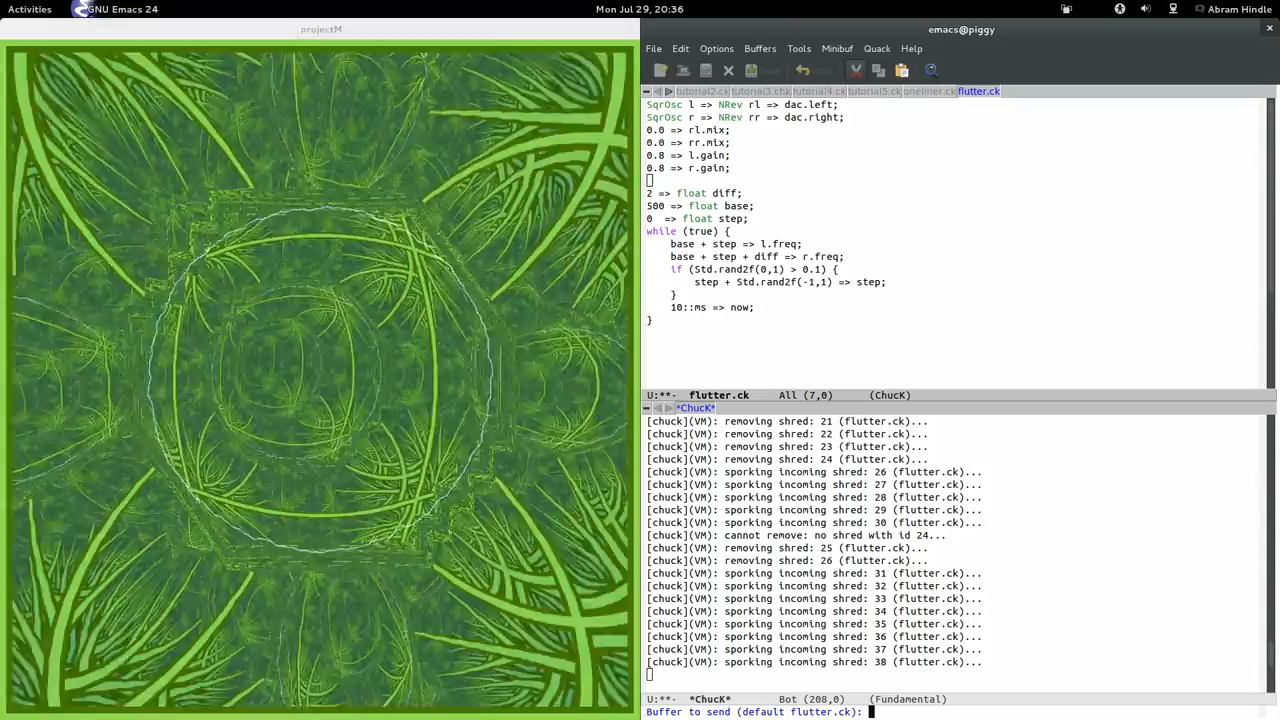 Activities
GNU Emacs 24
Mon Jul 29, 20:36
Abram Hindle
projectM
emacs@piggy
File Edit Options Buffers Tools Minibuf Quack Help
Save
Undo
tutorial2.ck tutorial3.chk tutorial4.ck tutorial5.ck oneliner.ck flutter.ck
SqrOsc l => NRev rl => dac.left;
SqrOsc r => NRev rr => dac.right;
0.0 => rl.mix;
0.0 => rr.mix;
0.8 => l.gain;
0.8 => r.gain;
2 => float diff;
500 => float base;
0  => float step;
while (true) {
    base + step => l.freq;
    base + step + diff => r.freq;
    if (Std.rand2f(0,1) > 0.1) {
        step + Std.rand2f(-1,1) => step;
    }
    10::ms => now;
}
U:**-  flutter.ck     All (7,0)      (ChucK)
*ChucK*
[chuck](VM): removing shred: 21 (flutter.ck)...
[chuck](VM): removing shred: 22 (flutter.ck)...
[chuck](VM): removing shred: 23 (flutter.ck)...
[chuck](VM): removing shred: 24 (flutter.ck)...
[chuck](VM): sporking incoming shred: 26 (flutter.ck)...
[chuck](VM): sporking incoming shred: 27 (flutter.ck)...
[chuck](VM): sporking incoming shred: 28 (flutter.ck)...
[chuck](VM): sporking incoming shred: 29 (flutter.ck)...
[chuck](VM): sporking incoming shred: 30 (flutter.ck)...
[chuck](VM): cannot remove: no shred with id 24...
[chuck](VM): removing shred: 25 (flutter.ck)...
[chuck](VM): removing shred: 26 (flutter.ck)...
[chuck](VM): sporking incoming shred: 31 (flutter.ck)...
[chuck](VM): sporking incoming shred: 32 (flutter.ck)...
[chuck](VM): sporking incoming shred: 33 (flutter.ck)...
[chuck](VM): sporking incoming shred: 34 (flutter.ck)...
[chuck](VM): sporking incoming shred: 35 (flutter.ck)...
[chuck](VM): sporking incoming shred: 36 (flutter.ck)...
[chuck](VM): sporking incoming shred: 37 (flutter.ck)...
[chuck](VM): sporking incoming shred: 38 (flutter.ck)...
U:**-  *ChucK*        Bot (208,0)    (Fundamental)
Buffer to send (default flutter.ck):